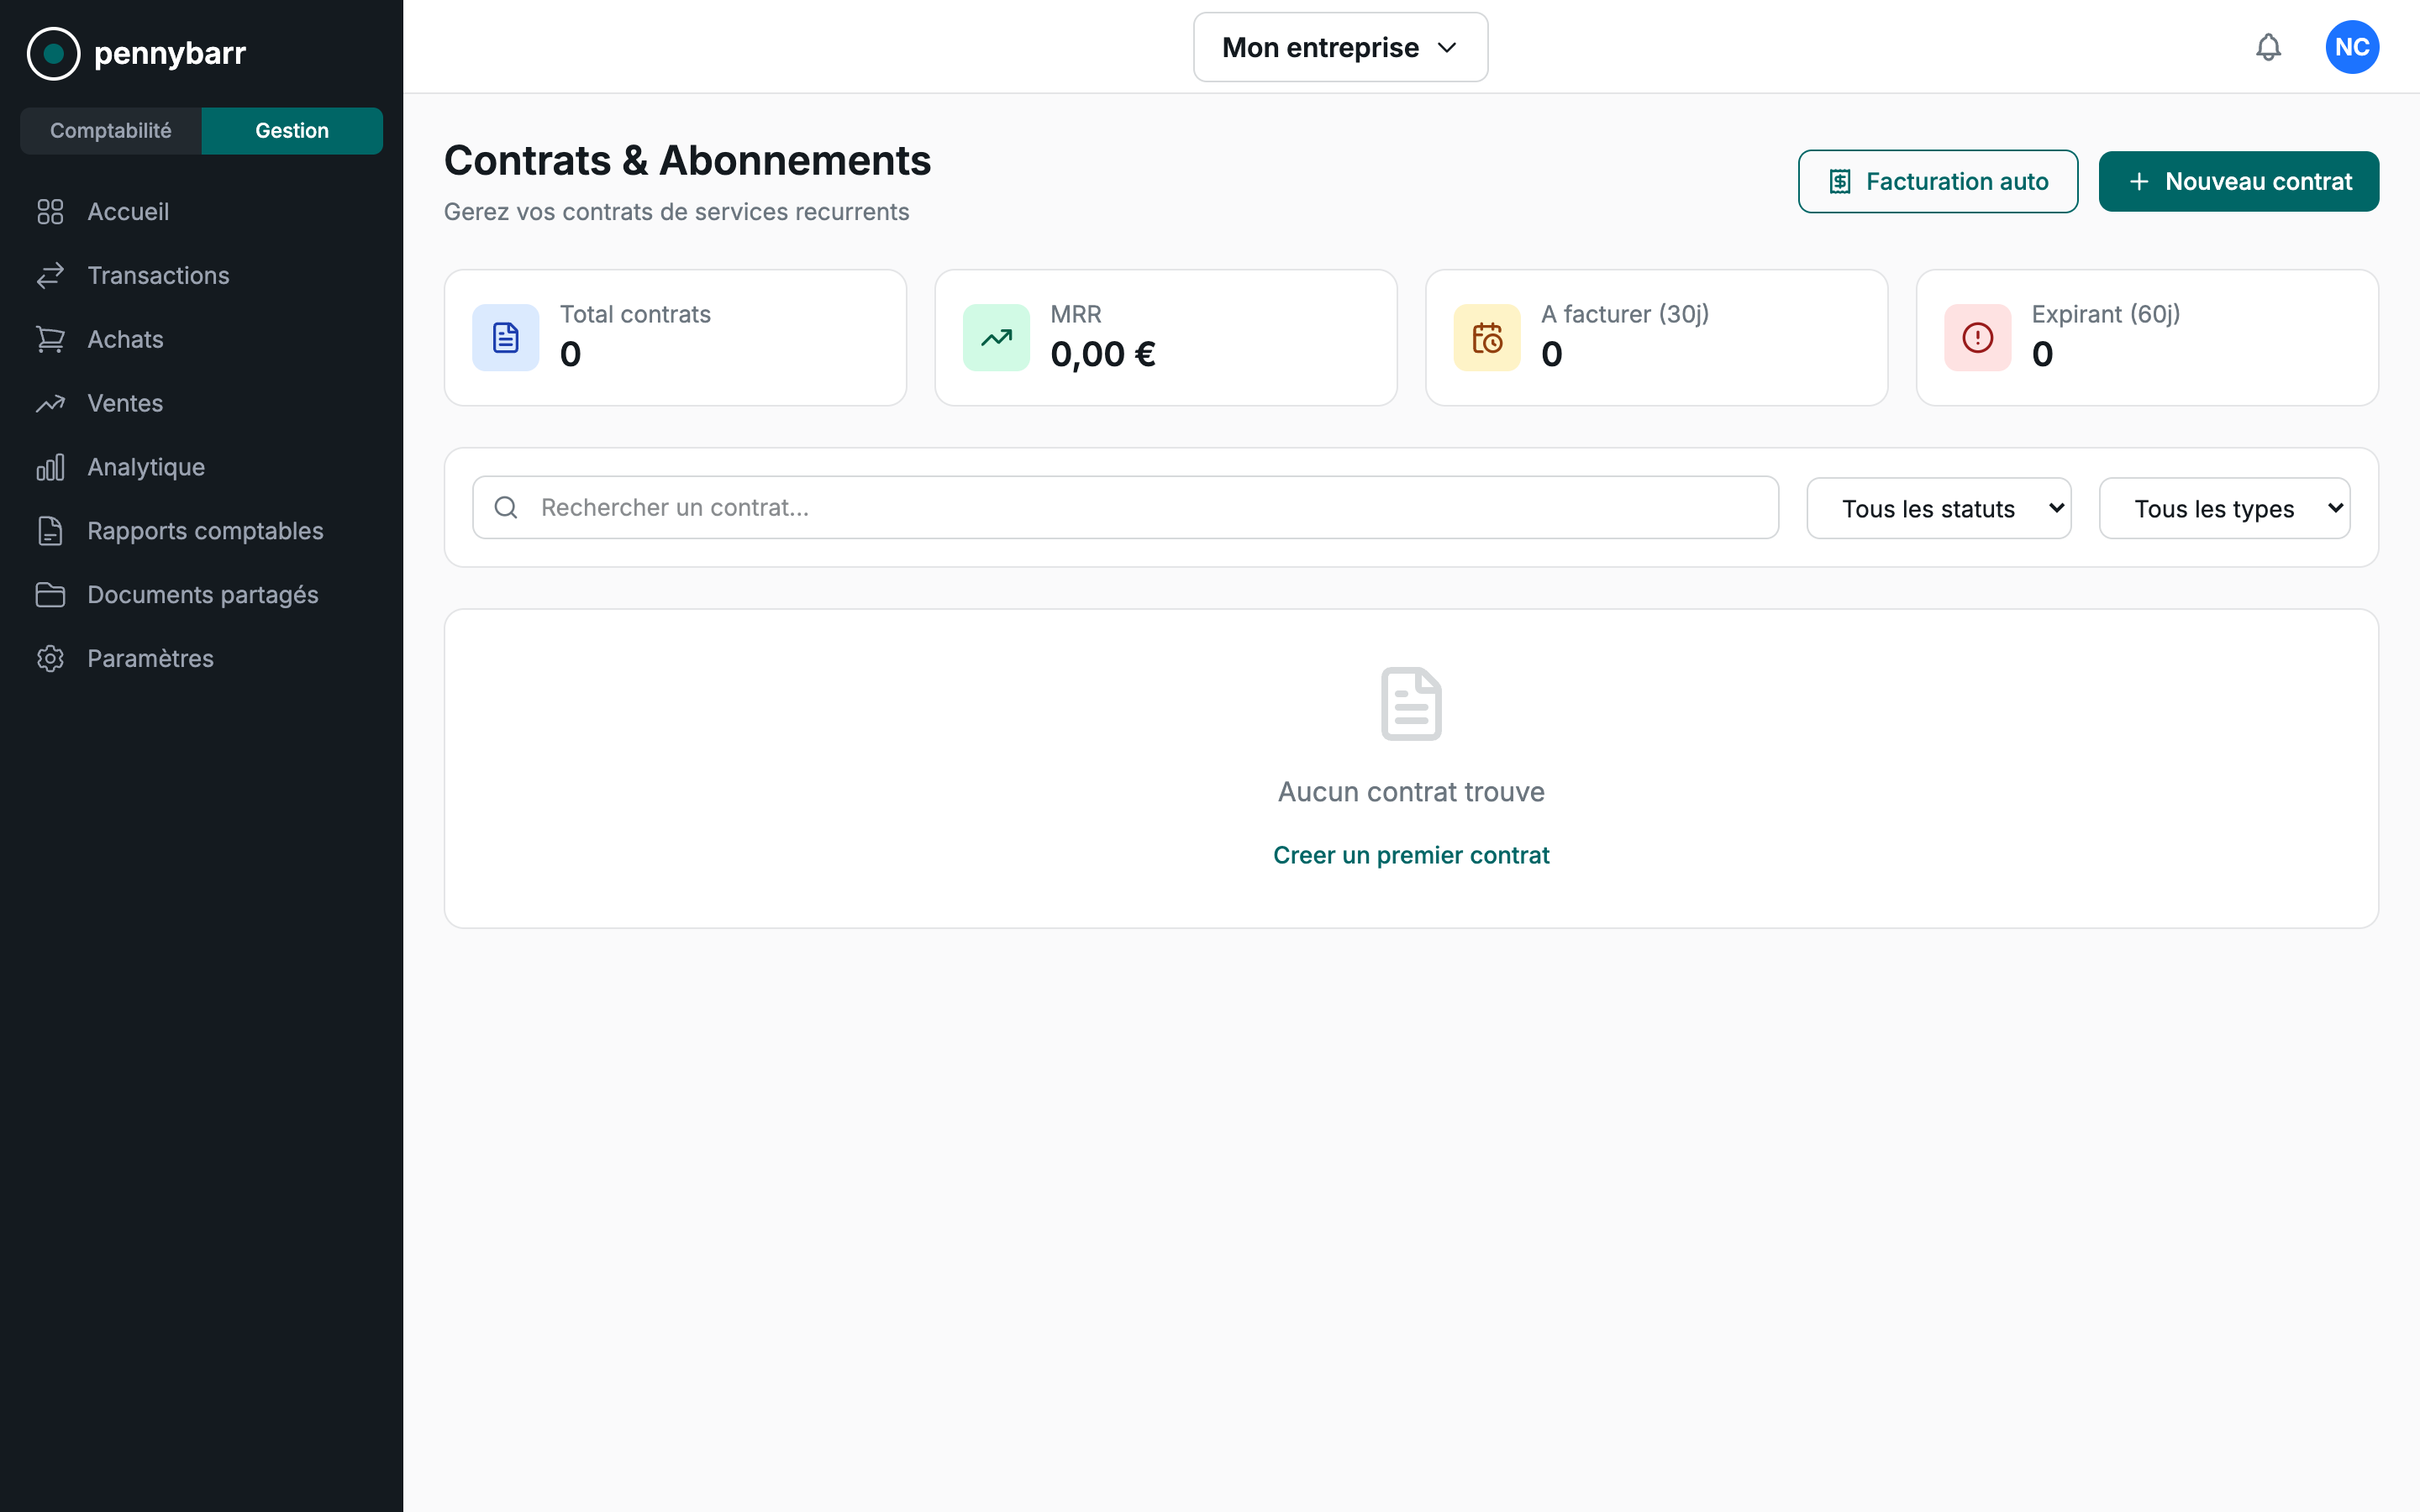 pennybarr
Comptabilité
Gestion
Accueil
Transactions
Achats
Ventes
Analytique
Rapports comptables
Documents partagés
Paramètres
Mon entreprise
NC
Contrats & Abonnements
Gerez vos contrats de services recurrents
Facturation auto
Nouveau contrat
Total contrats
0
MRR
0,00 €
A facturer (30j)
0
Expirant (60j)
0
Rechercher un contrat...
Tous les statuts
Tous les types
Aucun contrat trouve
Creer un premier contrat